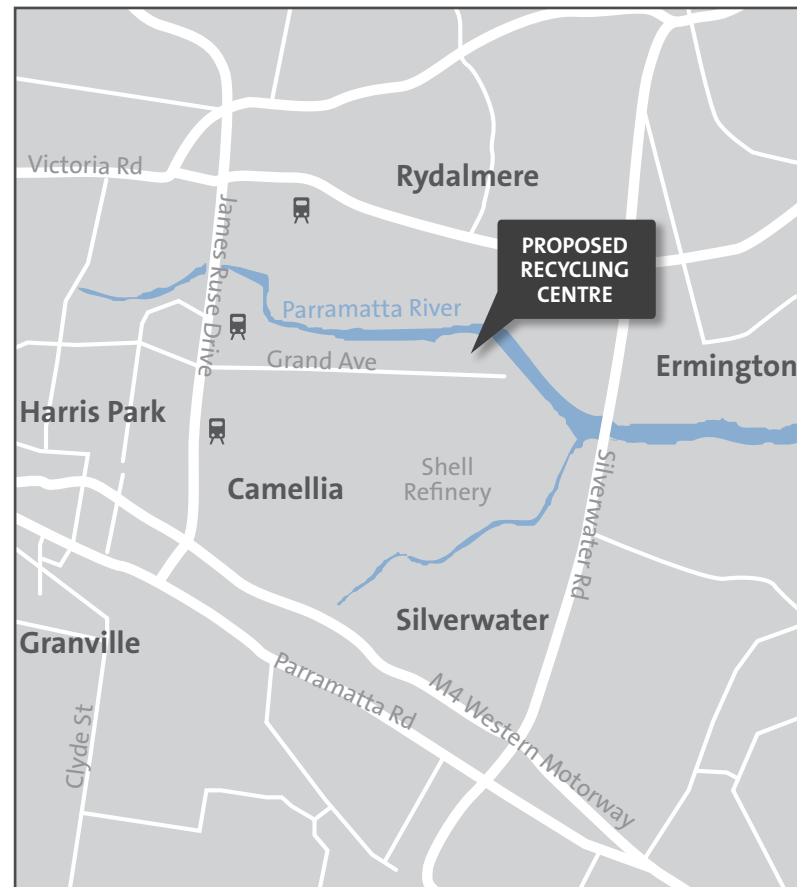 Victoria Rd
Rydalmere
James Ruse Drive
PROPOSED
RECYCLING
CENTRE
Parramatta River
Grand Ave
Ermington
Harris Park
Shell
Refinery
Camellia
Silverwater Rd
Silverwater
Granville
Parramatta Rd
M4 Western Motorway
Clyde St